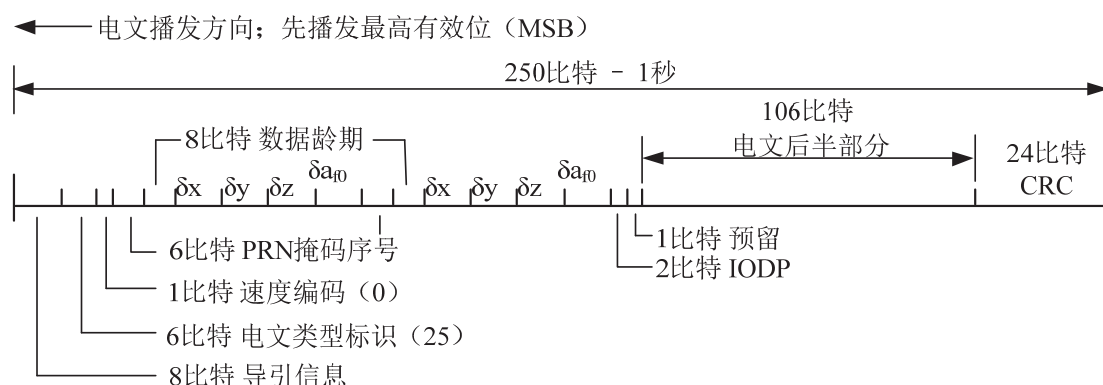 电文播发方向；先播发最高有效位（MSB）
250比特 - 1秒
106比特
电文后半部分
8比特 数据龄期
24比特
CRC
δx δy δz δaf0 δx δy δz δaf0
6比特 PRN掩码序号
1比特 预留
2比特 IODP
1比特 速度编码（0）
6比特 电文类型标识（25）
8比特 导引信息